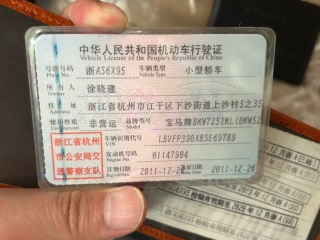 中华人民共和国机动车行驶证
Vehicle License of the People's Republic of China
号牌号码 浙A56X95 车辆类型 小型轿车
Plate No. Vehicle Type
所有人 徐晓建
Owner
住址 浙江省杭州市江干区下沙街道上沙村5之35
Address
使用性质 非营运 品牌型号 宝马牌BMW7251ML(BMW52
Use Character Model
浙江省杭州
市公安局交
通警察支队
车辆识别代号 LBVFP390XBSE69789
VIN
发动机号码 01147904
Engine No.
注册日期 2011-12-26 发证日期 2011-12-26
Register Date Issue Date